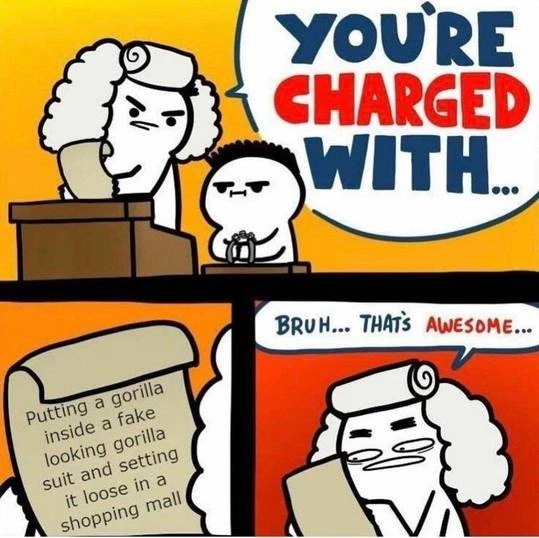 YOU'RE
CHARGED
WITH...
Putting a gorilla
inside a fake
looking gorilla
suit and setting
it loose in a
shopping mall
BRUH... THAT'S AWESOME...